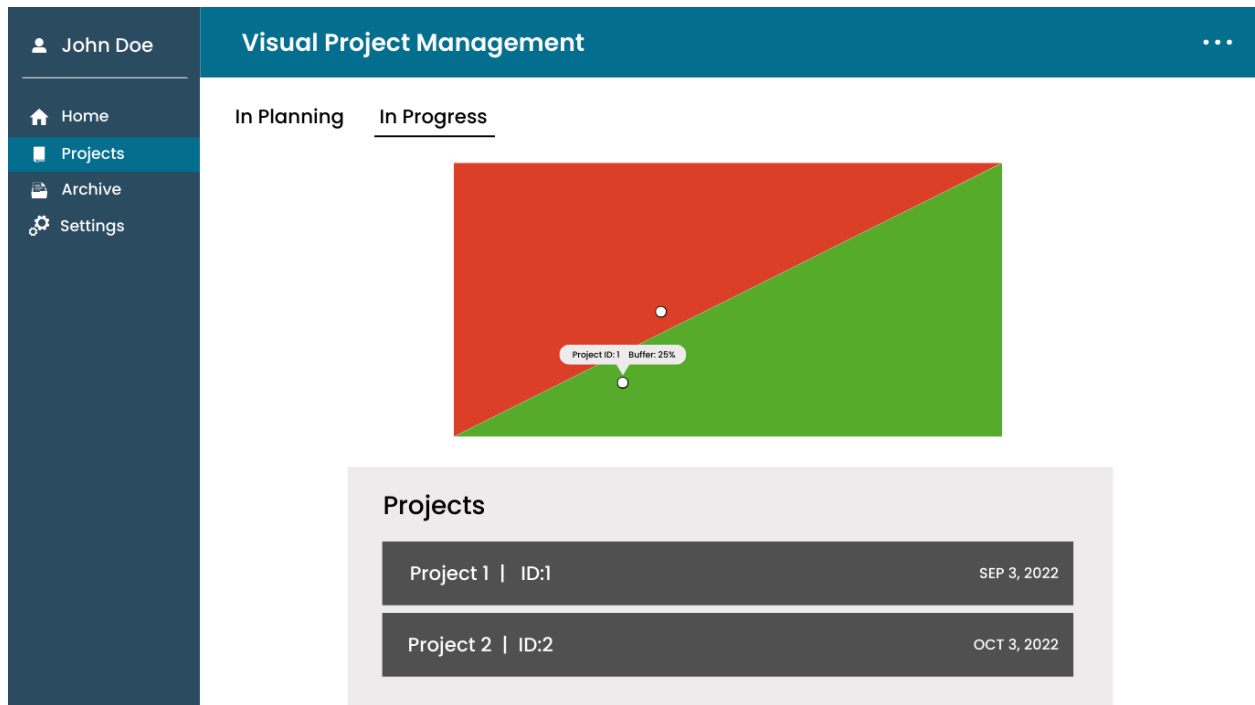 John Doe
Visual Project Management
Home
Projects
Archive
Settings
In Planning
In Progress
Project ID: 1 Buffer: 25%
Projects
Project 1 | ID:1
SEP 3, 2022
Project 2 | ID:2
OCT 3, 2022